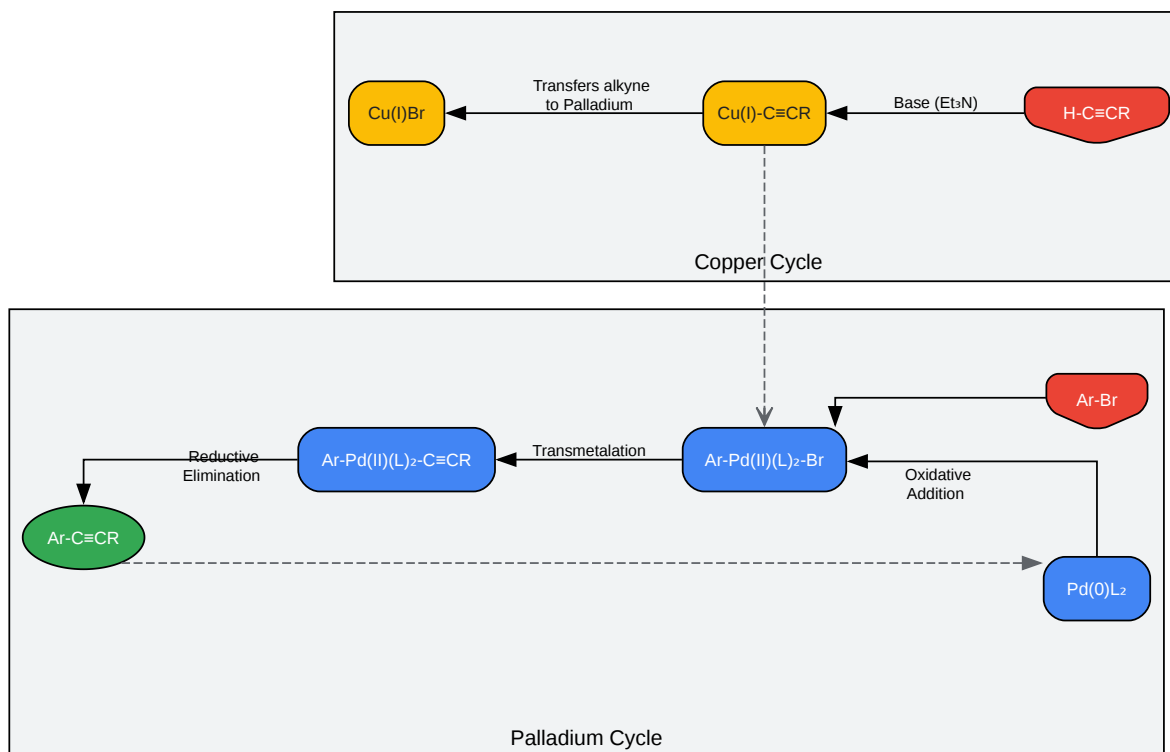 Transfers alkyne
to Palladium
Cu(I)Br
Cu(I)-C≡CR
Base (Et₃N)
H-C≡CR
Copper Cycle
Ar-Br
Reductive
Elimination
Ar-Pd(II)(L)₂-C≡CR
Transmetalation
Ar-Pd(II)(L)₂-Br
Oxidative
Addition
Ar-C≡CR
Pd(0)L₂
Palladium Cycle